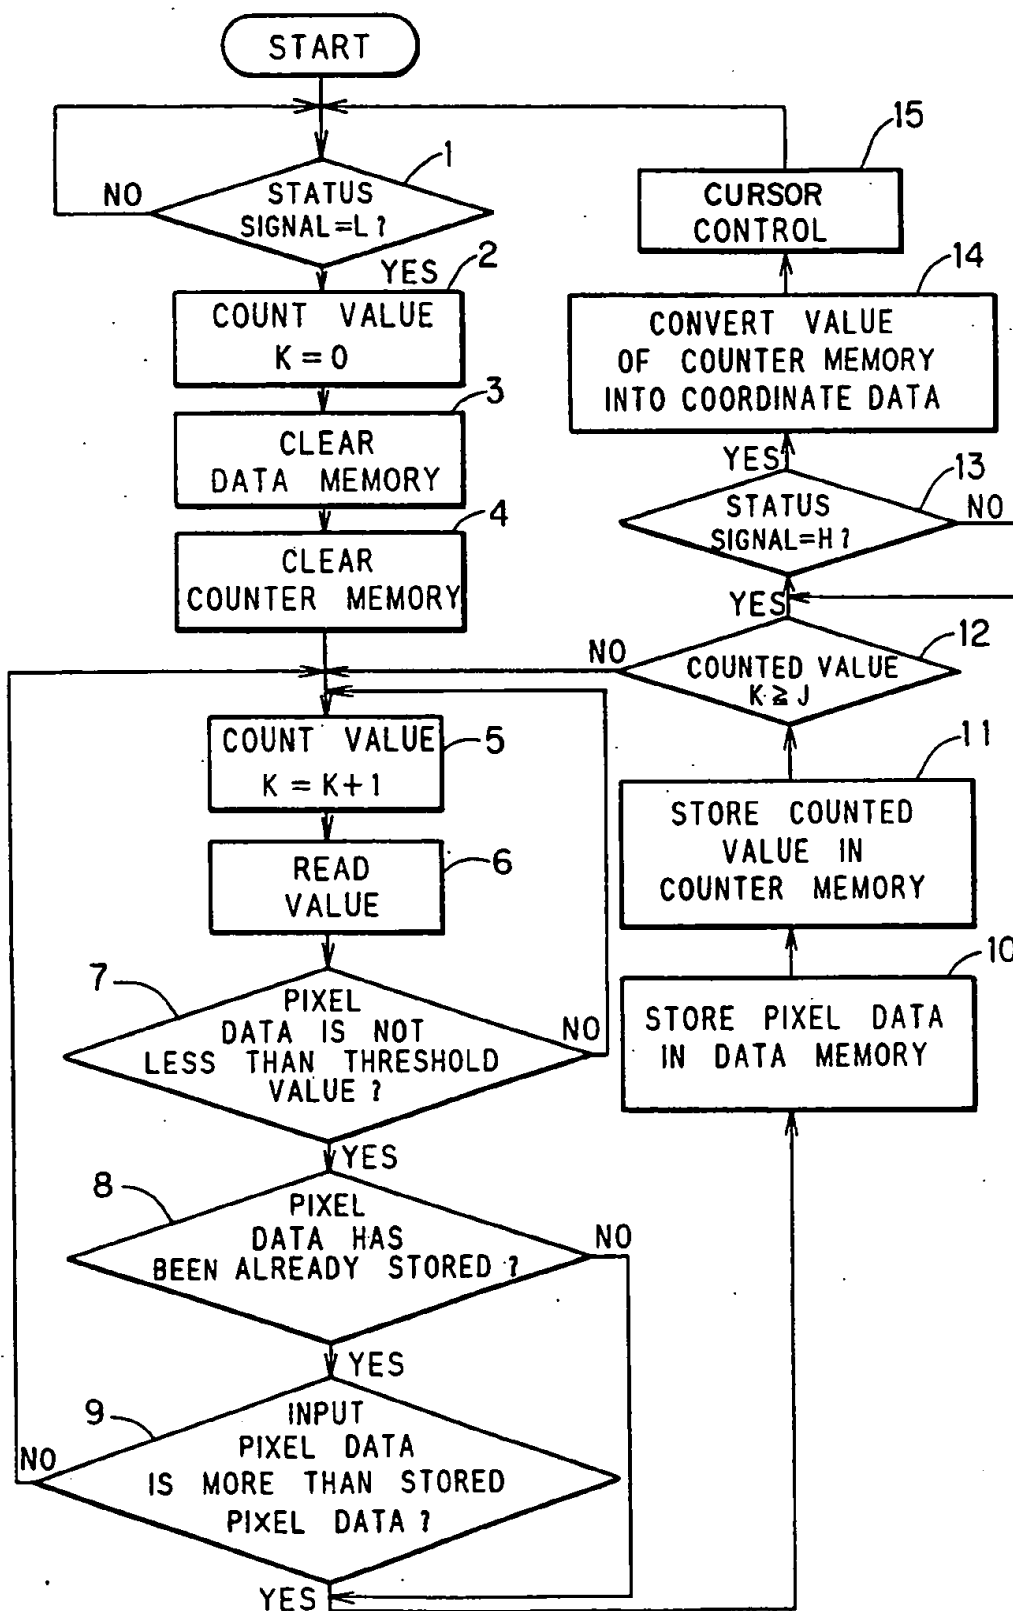 START
1
STATUS
SIGNAL=L?
NO
YES
2
COUNT VALUE
K=0
3
CLEAR
DATA MEMORY
4
CLEAR
COUNTER MEMORY
5
COUNT VALUE
K=K+1
6
READ
VALUE
7
PIXEL
DATA IS NOT
LESS THAN THRESHOLD
VALUE?
NO
YES
8
PIXEL
DATA HAS
BEEN ALREADY STORED?
NO
YES
9
INPUT
PIXEL DATA
IS MORE THAN STORED
PIXEL DATA?
NO
YES
10
STORE PIXEL DATA
IN DATA MEMORY
11
STORE COUNTED
VALUE IN
COUNTER MEMORY
12
COUNTED VALUE
K≧J
NO
YES
13
STATUS
SIGNAL=H?
NO
YES
14
CONVERT VALUE
OF COUNTER MEMORY
INTO COORDINATE DATA
15
CURSOR
CONTROL